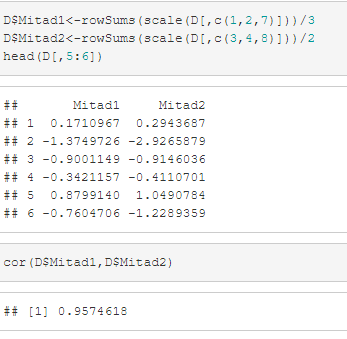 D$Mitad1<-rowSums(scale(D[,c(1,2,7)]))/3
D$Mitad2<-rowSums(scale(D[,c(3,4,8)]))/2
head(D[,5:6])
##       Mitad1     Mitad2
## 1  0.1710967  0.2943687
## 2 -1.3749726 -2.9265879
## 3 -0.9001149 -0.9146036
## 4 -0.3421157 -0.4110701
## 5  0.8799140  1.0490784
## 6 -0.7604706 -1.2289359
cor(D$Mitad1,D$Mitad2)
## [1] 0.9574618